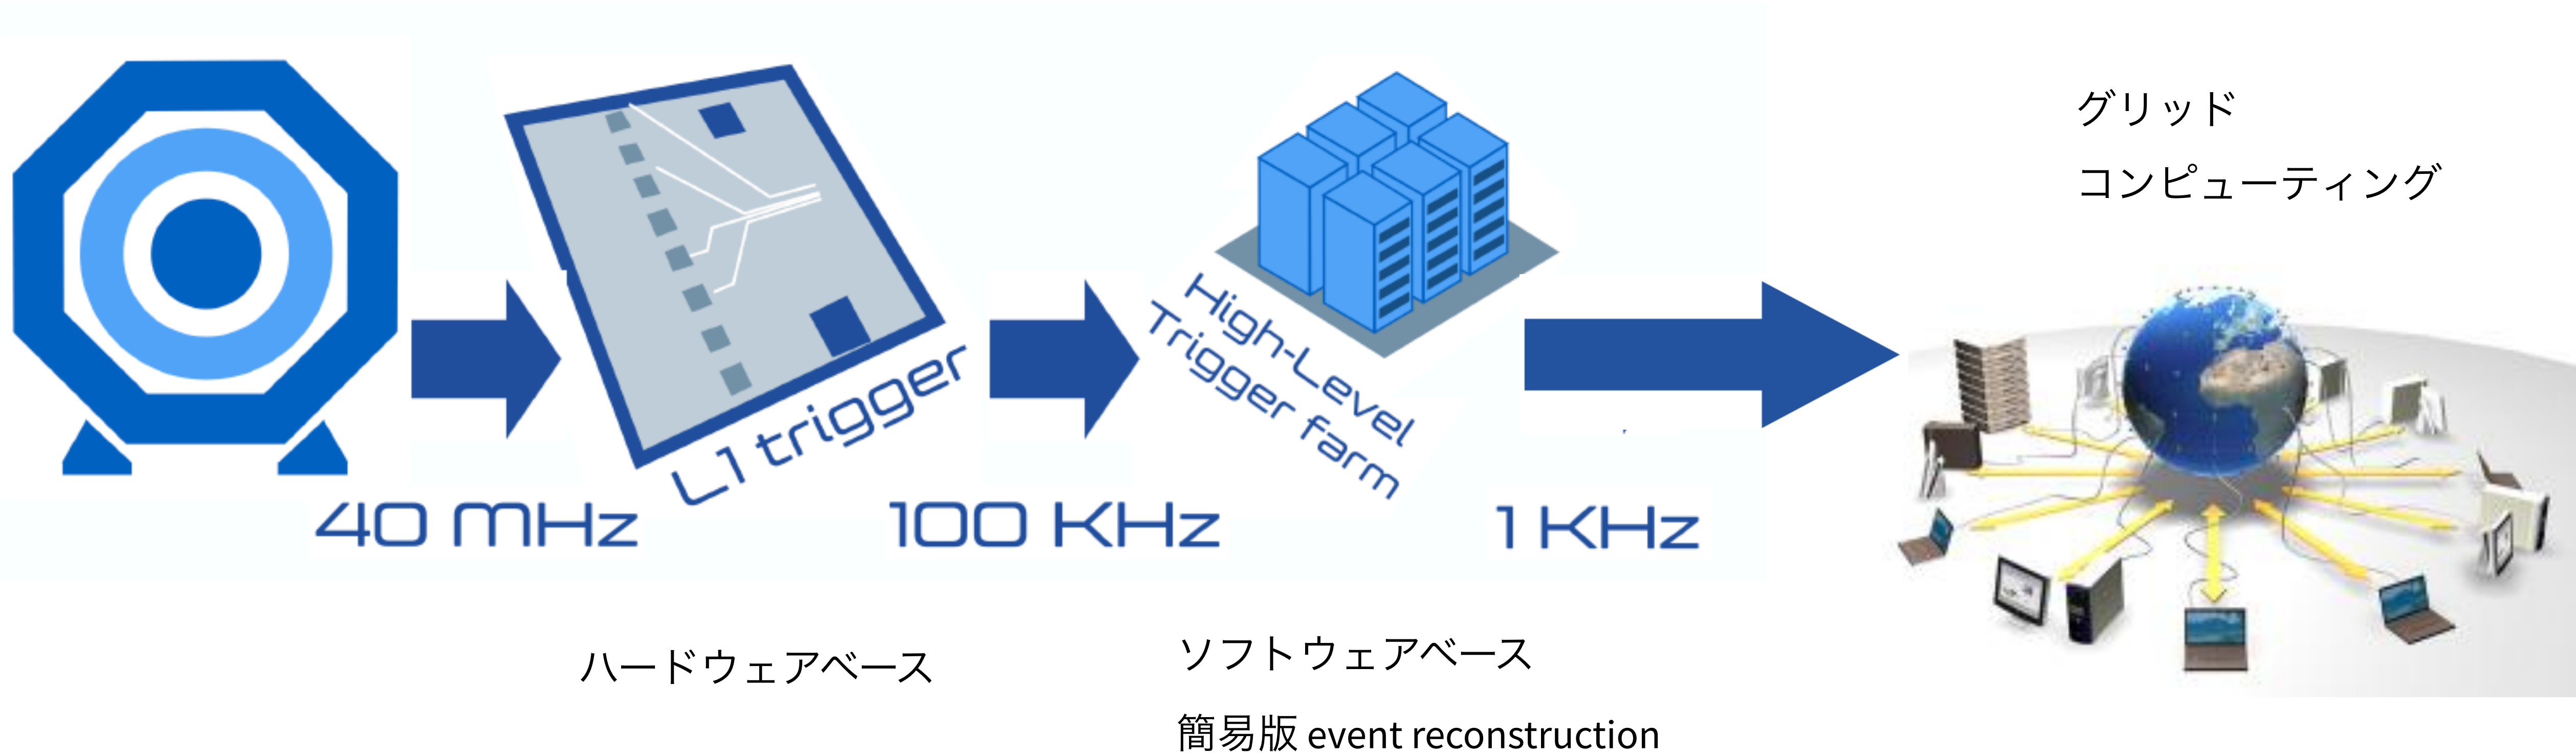 グリッド
コンピューティング
L1 trigger
High-Level
Trigger farm
40 MHz
100 KHz
1 KHz
ハードウェアベース
ソフトウェアベース
簡易版 event reconstruction